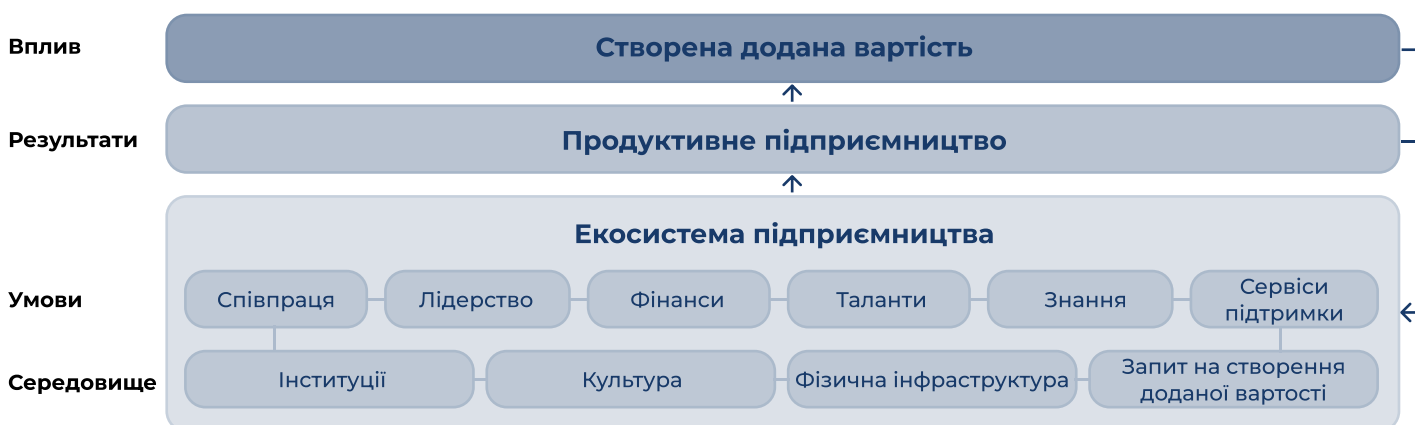 Вплив
Створена додана вартість
Результати
Продуктивне підприємництво
Екосистема підприємництва
Умови
Співпраця
Лідерство
Фінанси
Таланти
Знання
Сервіси
підтримки
Середовище
Інституції
Культура
Фізична інфраструктура
Запит на створення
доданої вартості